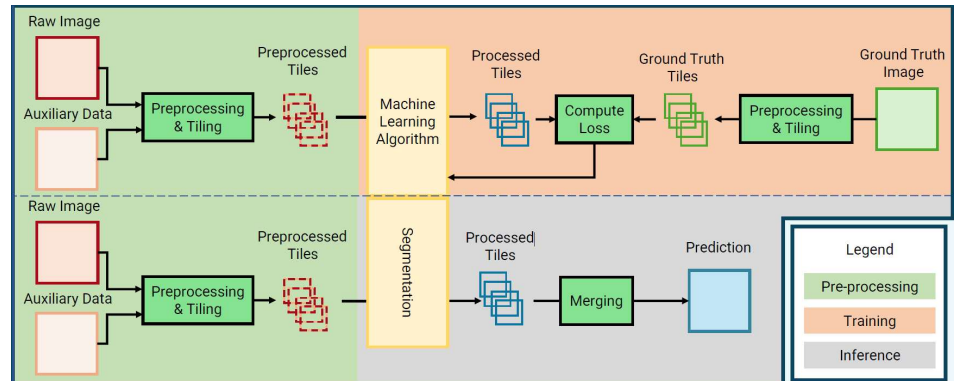 Raw Image
Auxiliary Data
Preprocessing
& Tiling
Preprocessed
Tiles
Machine
Learning
Algorithm
Processed
Tiles
Compute
Loss
Ground Truth
Tiles
Preprocessing
& Tiling
Ground Truth
Image
Raw Image
Auxiliary Data
Preprocessing
& Tiling
Preprocessed
Tiles
Segmentation
Processed
Tiles
Merging
Prediction
Legend
Pre-processing
Training
Inference